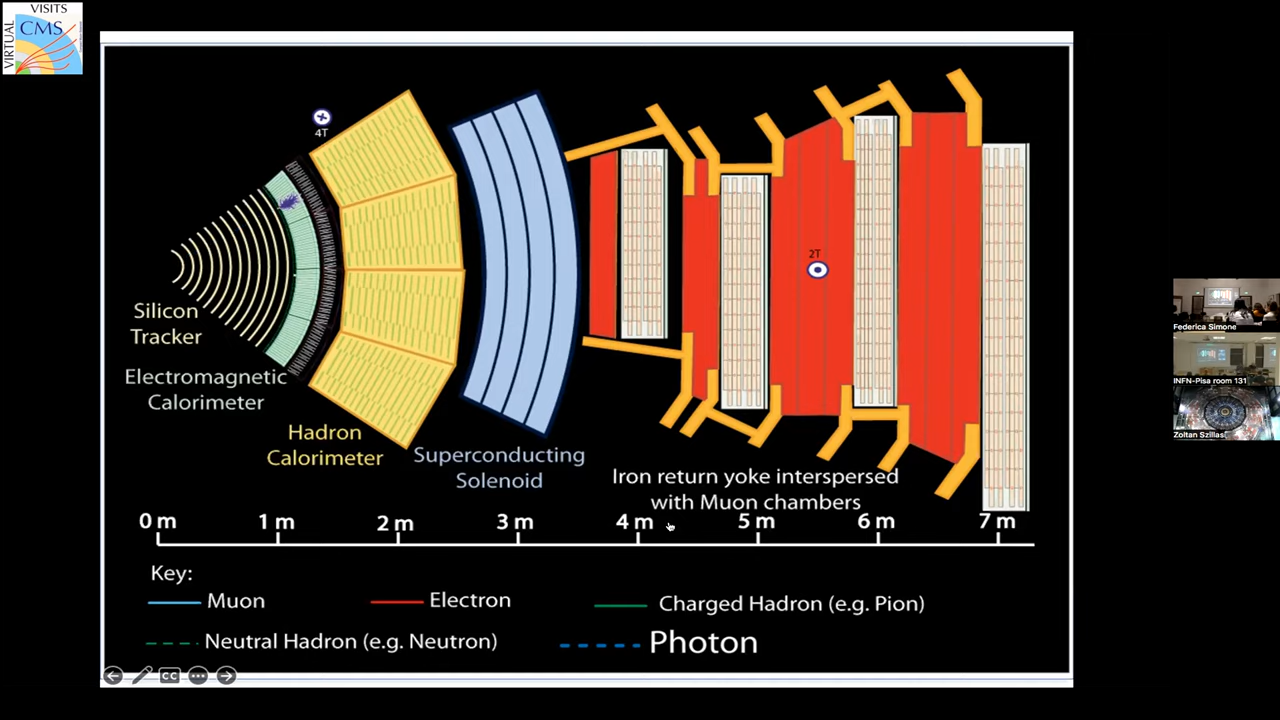 VISITS
VIRTUAL
CMS
4T
2T
Silicon
Tracker
Electromagnetic
Calorimeter
Hadron
Calorimeter
Superconducting
Solenoid
Iron return yoke interspersed
with Muon chambers
0 m 1 m 2 m 3 m 4 m 5 m 6 m 7 m
Key:
Muon Electron Charged Hadron (e.g. Pion)
Neutral Hadron (e.g. Neutron) Photon
CC
Federica Simone
INFN-Pisa room 131
Zoltan Szillasi